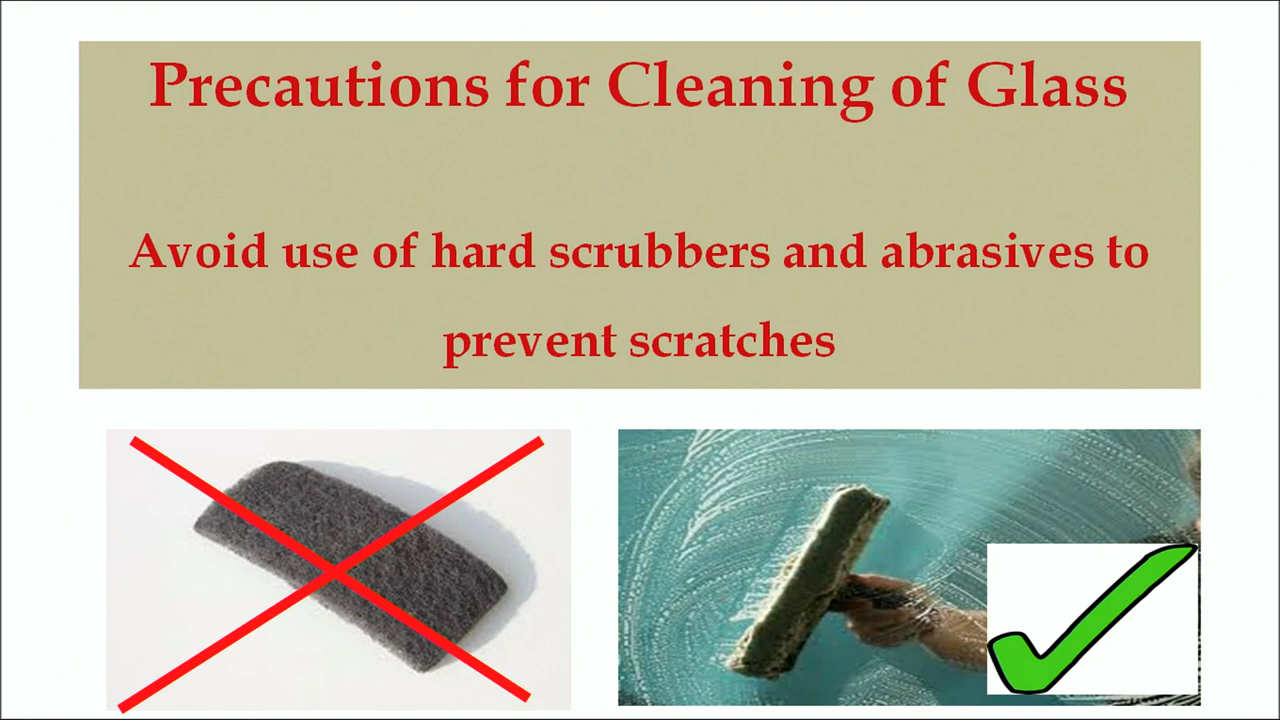 Precautions for Cleaning of Glass
Avoid use of hard scrubbers and abrasives to
prevent scratches